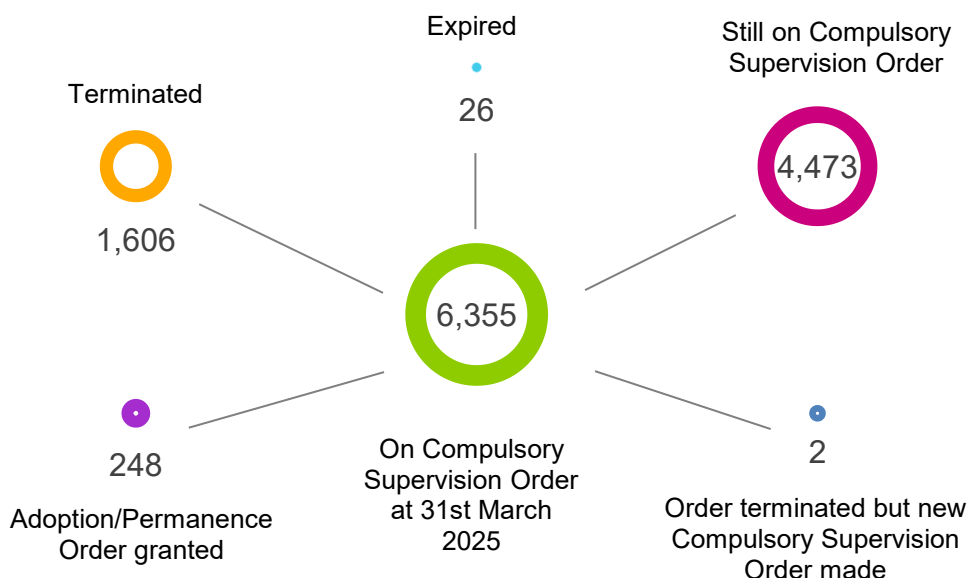 Expired
26
Still on Compulsory
Supervision Order
4,473
Terminated
1,606
6,355
On Compulsory
Supervision Order
at 31st March
2025
248
Adoption/Permanence
Order granted
2
Order terminated but new
Compulsory Supervision
Order made